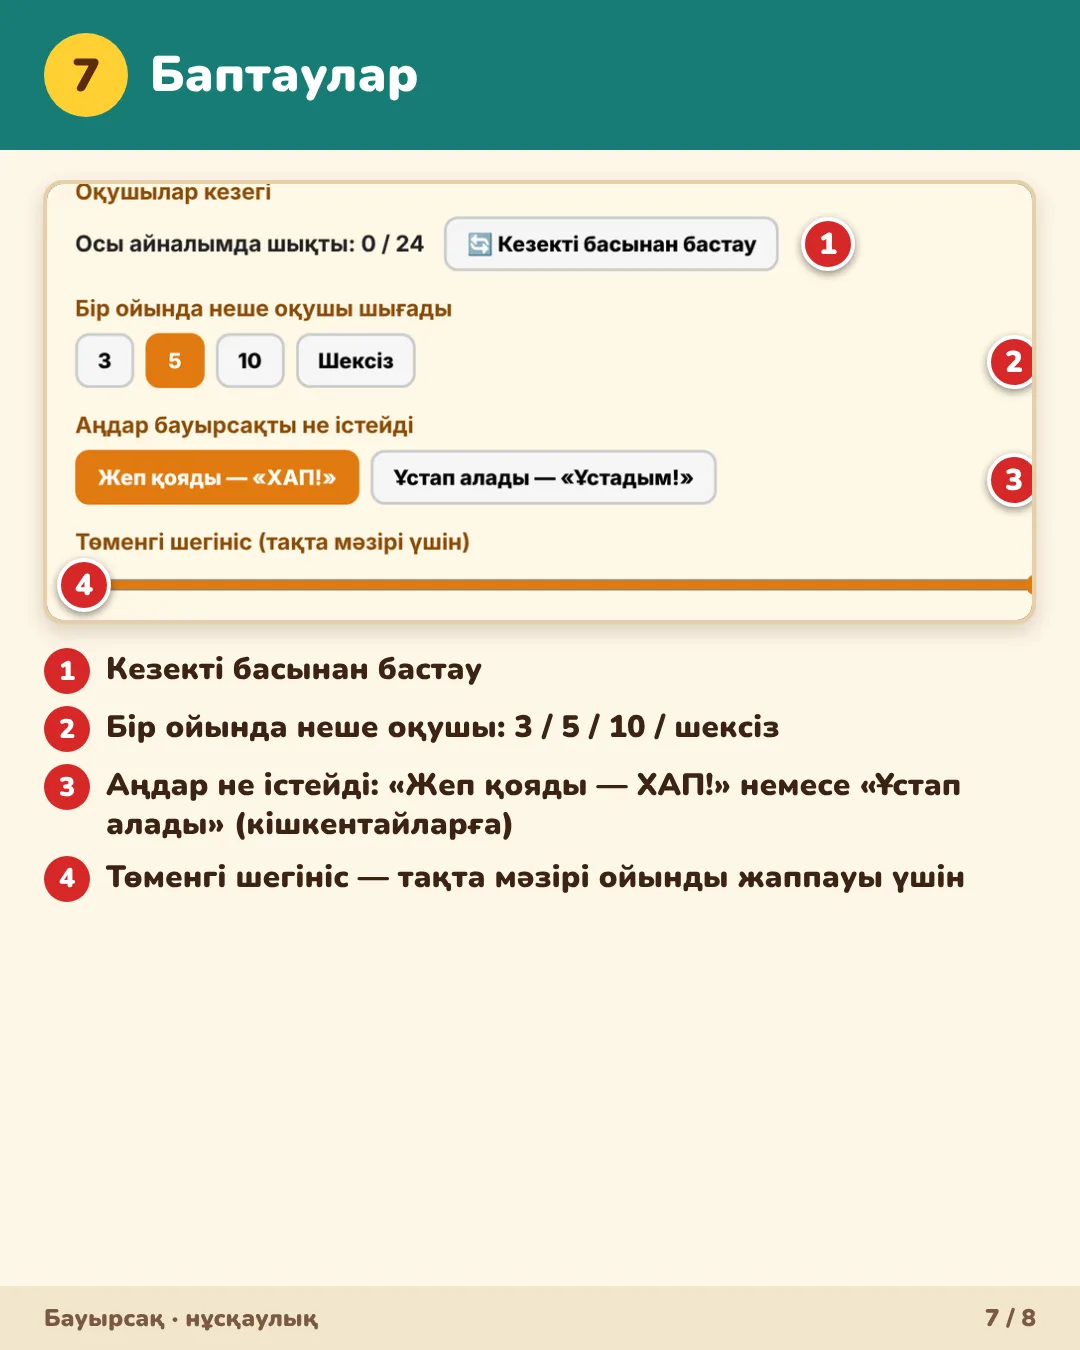 7 Баптаулар
Оқушылар кезегі
Осы айналымда шықты: 0 / 24 🔄 Кезекті басынан бастау 1
Бір ойында неше оқушы шығады
3 5 10 Шексіз 2
Аңдар бауырсақты не істейді
Жеп қояды — «ХАП!» Ұстап алады — «Ұстадым!» 3
Төменгі шегініс (тақта мәзірі үшін)
4
1 Кезекті басынан бастау
2 Бір ойында неше оқушы: 3 / 5 / 10 / шексіз
3 Аңдар не істейді: «Жеп қояды — ХАП!» немесе «Ұстап
алады» (кішкентайларға)
4 Төменгі шегініс — тақта мәзірі ойынды жаппауы үшін
Бауырсақ · нұсқаулық 7 / 8